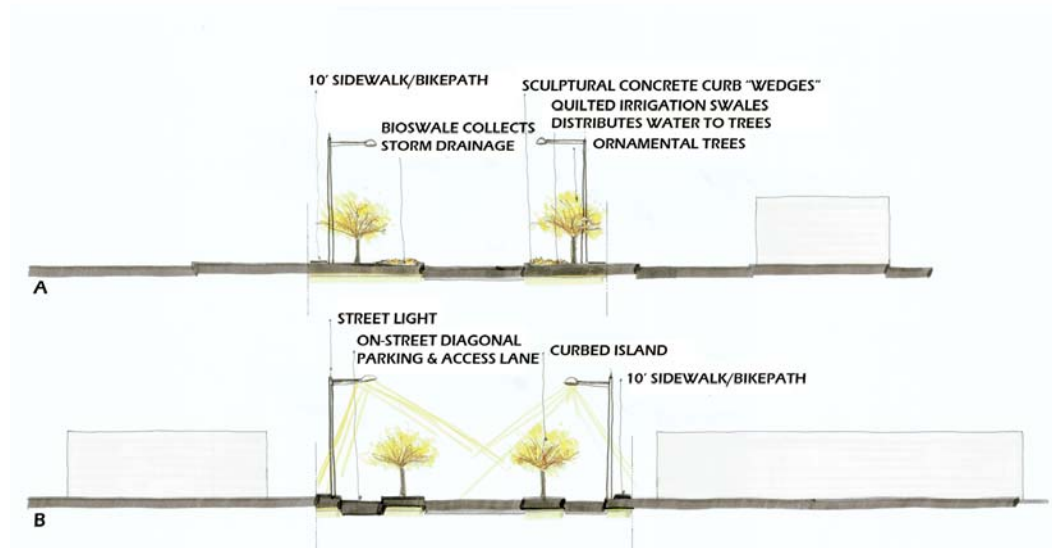 10' SIDEWALK/BIKEPATH
BIOSWALE COLLECTS
STORM DRAINAGE
SCULPTURAL CONCRETE CURB “WEDGES”
QUILTED IRRIGATION SWALES
DISTRIBUTES WATER TO TREES
ORNAMENTAL TREES
A
STREET LIGHT
ON-STREET DIAGONAL
PARKING & ACCESS LANE
CURBED ISLAND
10' SIDEWALK/BIKEPATH
B